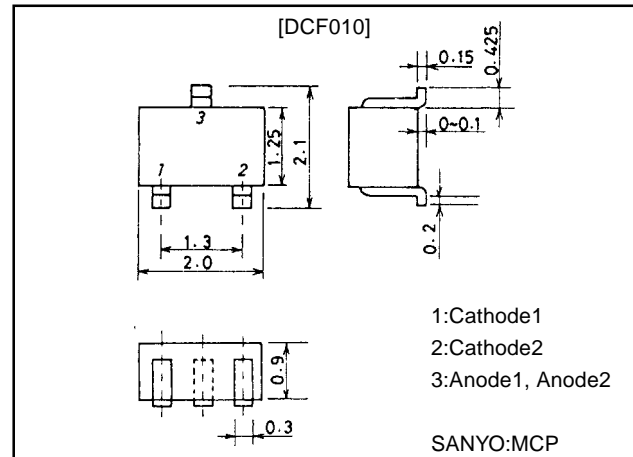 [DCF010]
0.15
0.425
3
1.25
2.1
0~0.1
1
2
1.3
2.0
0.2
1:Cathode1
2:Cathode2
3:Anode1, Anode2
0.9
0.3
SANYO:MCP